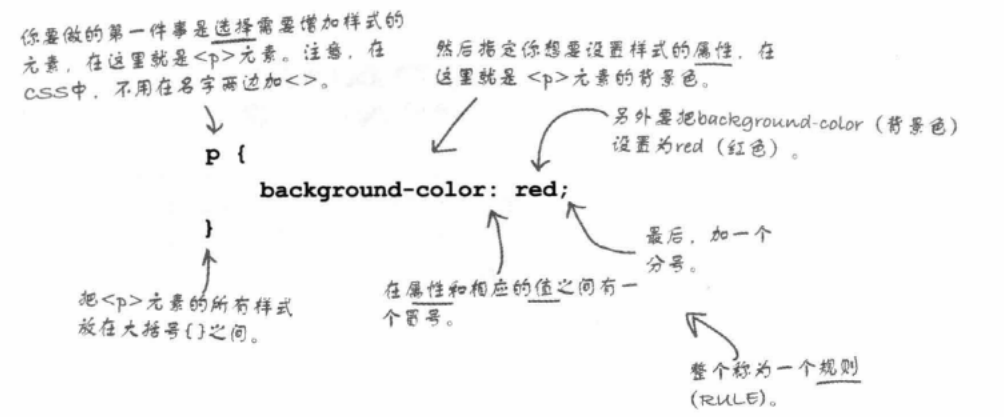 你要做的第一件事是选择需要增加样式的
元素，在这里就是<p>元素。注意，在
CSS中，不用在名字两边加<>。
然后指定你想要设置样式的属性，在
这里就是 <p>元素的背景色。
另外要把background-color（背景色）
设置为red（红色）。
p {
background-color: red;
}
最后，加一个
分号。
把<p>元素的所有样式
放在大括号{}之间。
在属性和相应的值之间有一
个冒号。
整个称为一个规则
(RULE)。